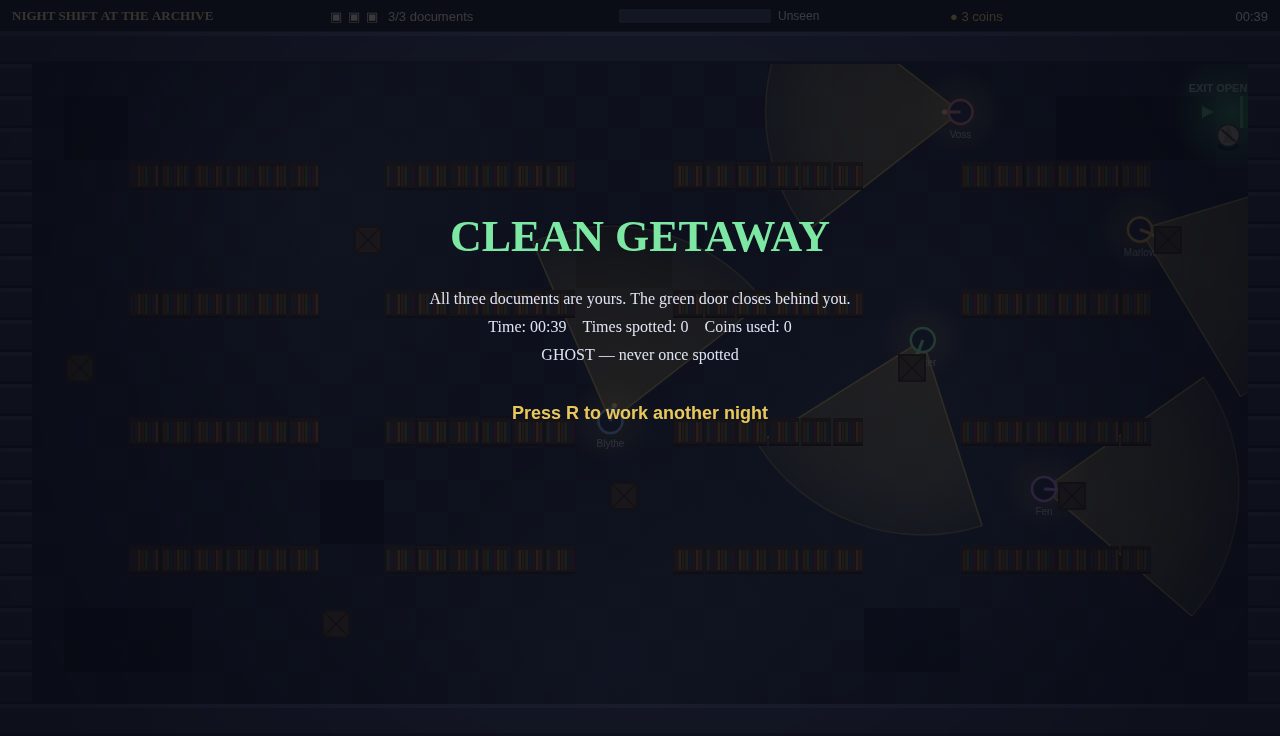 NIGHT SHIFT AT THE ARCHIVE
3/3 documents
Unseen
3 coins
00:39
EXIT OPEN
Voss
Marlow
CLEAN GETAWAY
All three documents are yours. The green door closes behind you.
Time: 00:39 Times spotted: 0 Coins used: 0
GHOST — never once spotted
Press R to work another night
Blythe
Fen